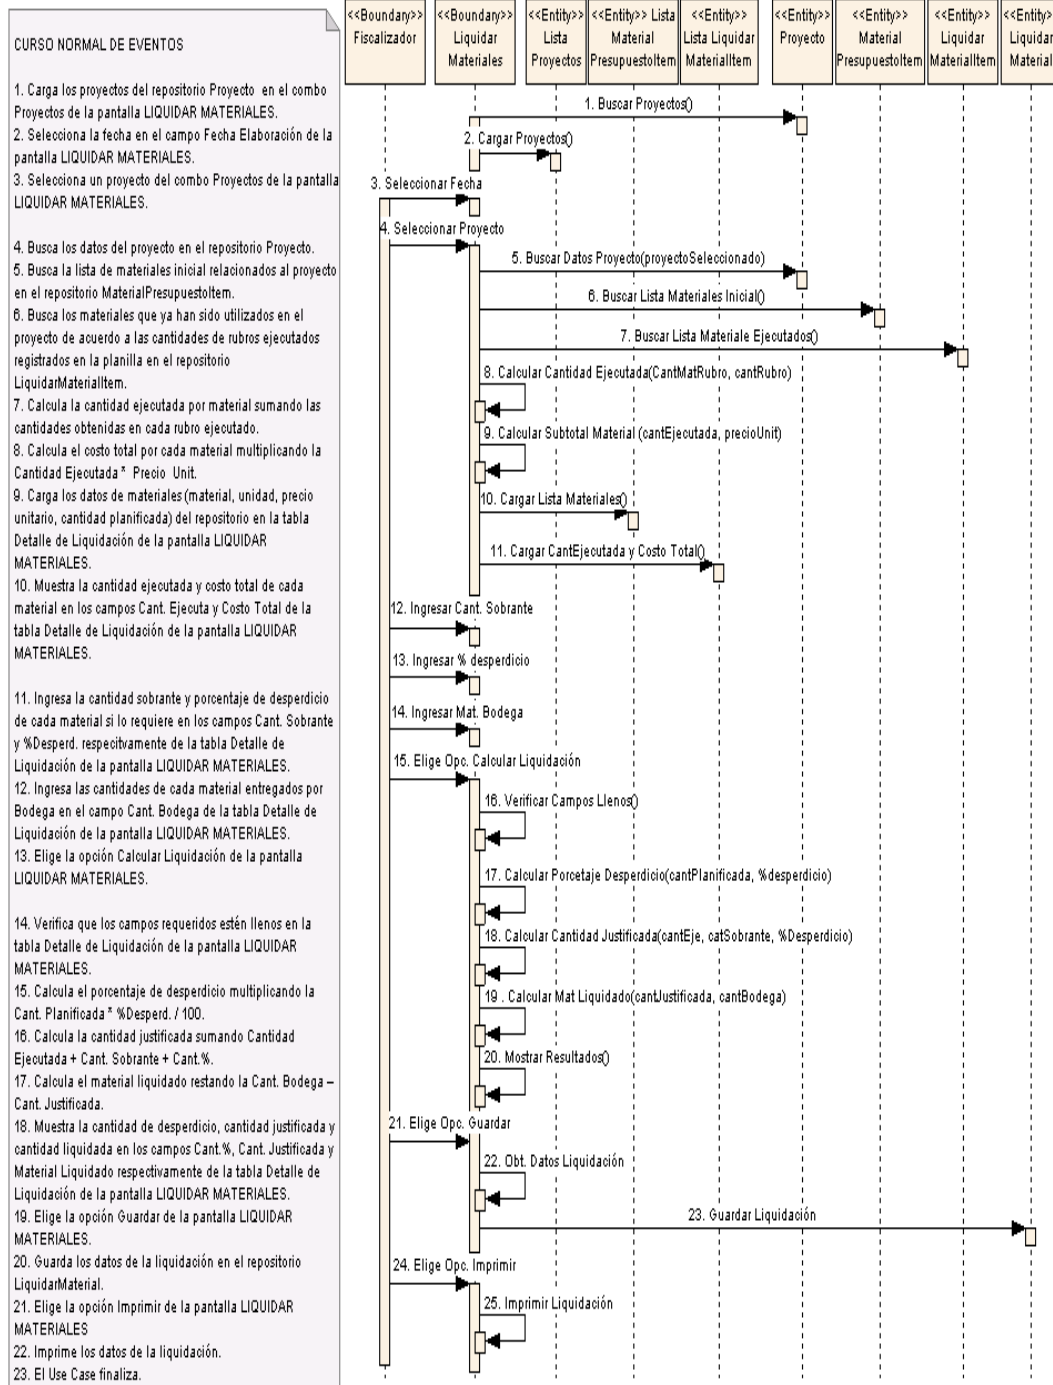 CURSO NORMAL DE EVENTOS
1. Carga los proyectos del repositorio Proyecto en el combo
Proyectos de la pantalla LIQUIDAR MATERIALES.
2. Selecciona la fecha en el campo Fecha Elaboración de la
pantalla LIQUIDAR MATERIALES.
3. Selecciona un proyecto del combo Proyectos de la pantalla
LIQUIDAR MATERIALES.
4. Busca los datos del proyecto en el repositorio Proyecto.
5. Busca la lista de materiales inicial relacionados al proyecto
en el repositorio MaterialPresupuestoItem.
6. Busca los materiales que ya han sido utilizados en el
proyecto de acuerdo a las cantidades de rubros ejecutados
registrados en la planilla en el repositorio
LiquidarMaterialItem.
7. Calcula la cantidad ejecutada por material sumando las
cantidades obtenidas en cada rubro ejecutado.
8. Calcula el costo total por cada material multiplicando la
Cantidad Ejecutada * Precio Unit.
9. Carga los datos de materiales (material, unidad, precio
unitario, cantidad planificada) del repositorio en la tabla
Detalle de Liquidación de la pantalla LIQUIDAR
MATERIALES.
10. Muestra la cantidad ejecutada y costo total de cada
material en los campos Cant. Ejecuta y Costo Total de la
tabla Detalle de Liquidación de la pantalla LIQUIDAR
MATERIALES.
11. Ingresa la cantidad sobrante y porcentaje de desperdicio
de cada material si lo requiere en los campos Cant. Sobrante
y %Desperd. respecitvamente de la tabla Detalle de
Liquidación de la pantalla LIQUIDAR MATERIALES.
12. Ingresa las cantidades de cada material entregados por
Bodega en el campo Cant. Bodega de la tabla Detalle de
Liquidación de la pantalla LIQUIDAR MATERIALES.
13. Elige la opción Calcular Liquidación de la pantalla
LIQUIDAR MATERIALES.
14. Verifica que los campos requeridos estén llenos en la
tabla Detalle de Liquidación de la pantalla LIQUIDAR
MATERIALES.
15. Calcula el porcentaje de desperdicio multiplicando la
Cant. Planificada * %Desperd. / 100.
16. Calcula la cantidad justificada sumando Cantidad
Ejecutada + Cant. Sobrante + Cant.%.
17. Calcula el material liquidado restando la Cant. Bodega –
Cant. Justificada.
18. Muestra la cantidad de desperdicio, cantidad justificada y
cantidad liquidada en los campos Cant.%, Cant. Justificada y
Material Liquidado respectivamente de la tabla Detalle de
Liquidación de la pantalla LIQUIDAR MATERIALES.
19. Elige la opción Guardar de la pantalla LIQUIDAR
MATERIALES.
20. Guarda los datos de la liquidación en el repositorio
LiquidarMaterial.
21. Elige la opción Imprimir de la pantalla LIQUIDAR
MATERIALES
22. Imprime los datos de la liquidación.
23. El Use Case finaliza.
<<Boundary>>
Fiscalizador
<<Boundary>>
Liquidar
Materiales
<<Entity>>
Lista
Proyectos
<<Entity>> Lista
Material
PresupuestoItem
<<Entity>>
Lista Liquidar
MaterialItem
<<Entity>>
Proyecto
<<Entity>>
Material
PresupuestoItem
<<Entity>>
Liquidar
MaterialItem
<<Entity>
Liquidar
Material
1. Buscar Proyectos()
2. Cargar Proyectos()
3. Seleccionar Fecha
4. Seleccionar Proyecto
5. Buscar Datos Proyecto(proyectoSeleccionado)
6. Buscar Lista Materiales Inicial()
7. Buscar Lista Materiale Ejecutados()
8. Calcular Cantidad Ejecutada(CantMatRubro, cantRubro)
9. Calcular Subtotal Material (cantEjecutada, precioUnit)
10. Cargar Lista Materiales()
11. Cargar CantEjecutada y Costo Total()
12. Ingresar Cant. Sobrante
13. Ingresar % desperdicio
14. Ingresar Mat. Bodega
15. Elige Opc. Calcular Liquidación
16. Verificar Campos Llenos()
17. Calcular Porcetaje Desperdicio(cantPlanificada, %desperdicio)
18. Calcular Cantidad Justificada(cantEje, catSobrante, %Desperdicio)
19 . Calcular Mat Liquidado(cantJustificada, cantBodega)
20. Mostrar Resultados()
21. Elige Opc. Guardar
22. Obt. Datos Liquidación
23. Guardar Liquidación
24. Elige Opc. Imprimir
25. Imprimir Liquidación